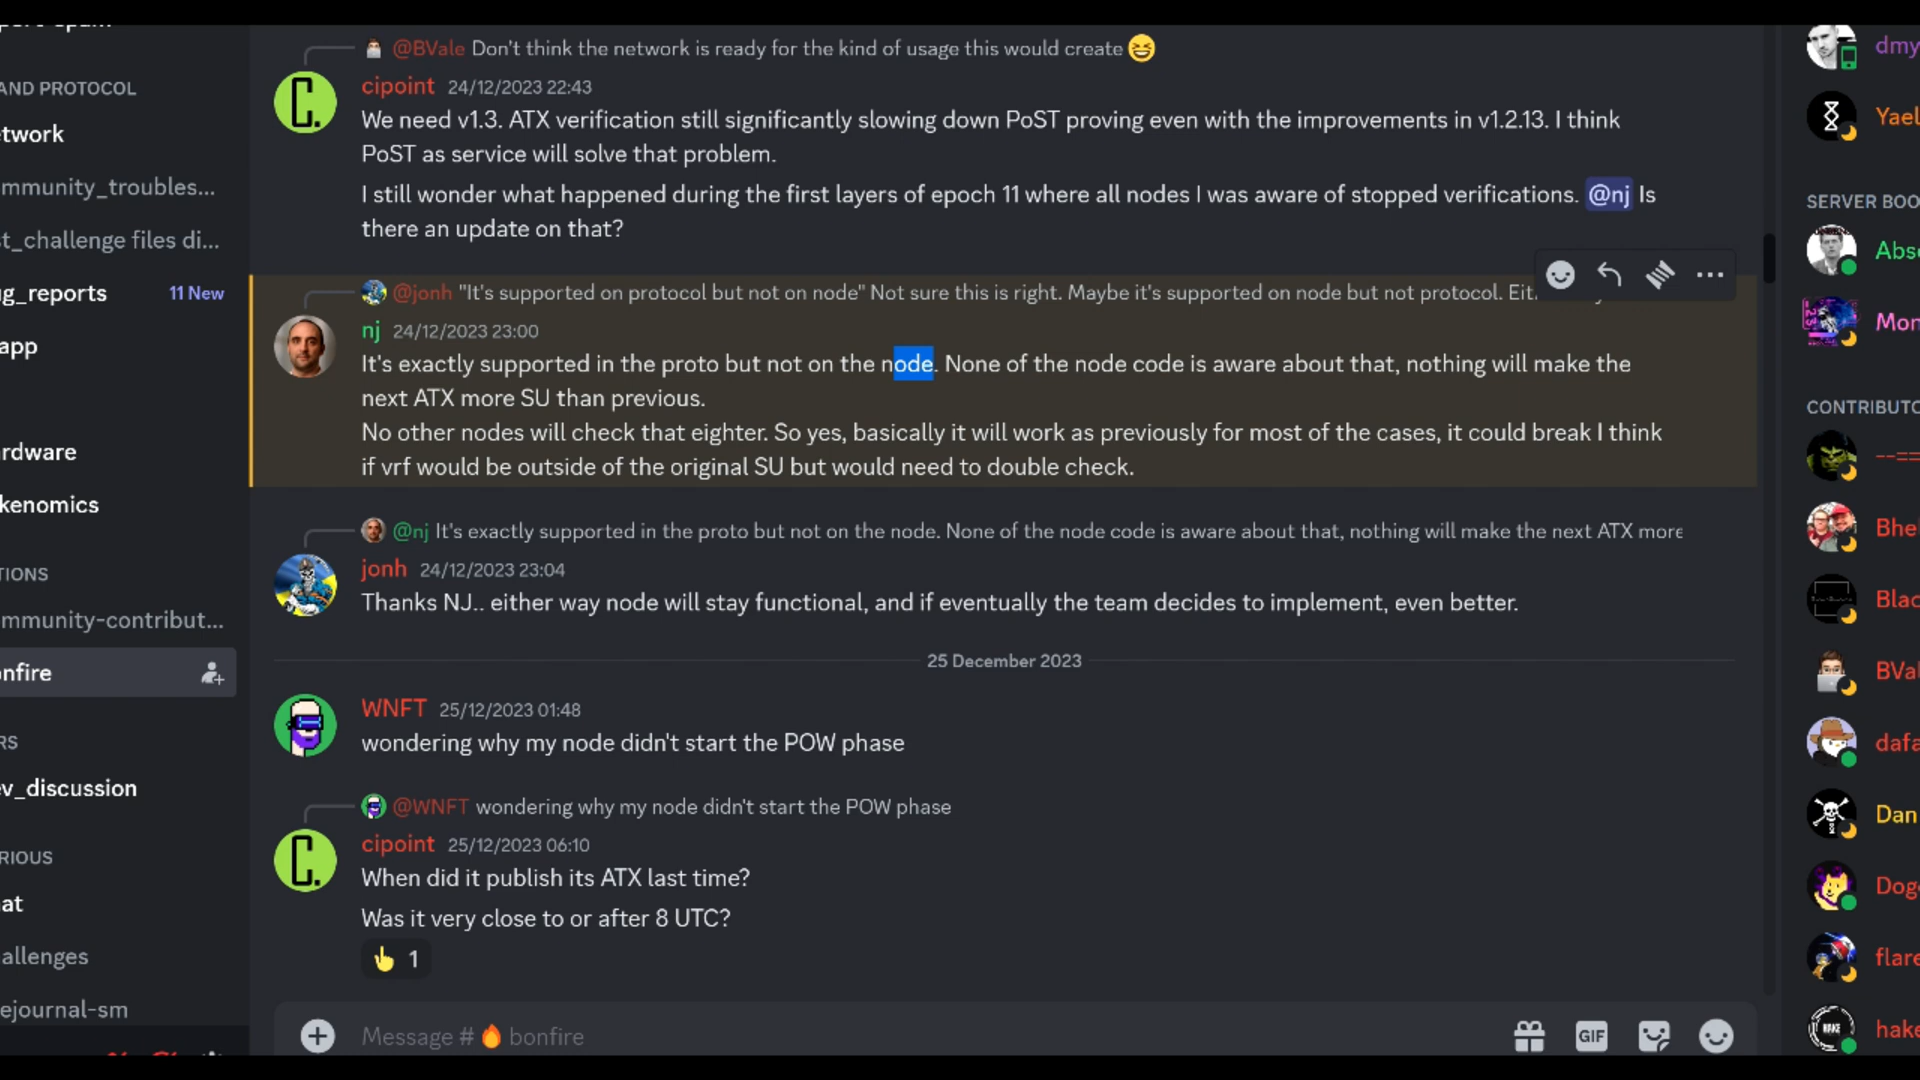 AND PROTOCOL
etwork
mmunity_troubles...
st_challenge files di...
ug_reports
11 New
app
ardware
kenomics
TIONS
mmunity-contribut...
onfire
RS
ev_discussion
RIOUS
at
allenges
ejournal-sm
@BVale Don't think the network is ready for the kind of usage this would create 😆
cipoint 24/12/2023 22:43
We need v1.3. ATX verification still significantly slowing down PoST proving even with the improvements in v1.2.13. I think
PoST as service will solve that problem.
I still wonder what happened during the first layers of epoch 11 where all nodes I was aware of stopped verifications. @nj Is
there an update on that?
@jonh "It's supported on protocol but not on node" Not sure this is right. Maybe it's supported on node but not protocol.
nj 24/12/2023 23:00
It's exactly supported in the proto but not on the node. None of the node code is aware about that, nothing will make the
next ATX more SU than previous.
No other nodes will check that eighter. So yes, basically it will work as previously for most of the cases, it could break I think
if vrf would be outside of the original SU but would need to double check.
@nj It's exactly supported in the proto but not on the node. None of the node code is aware about that, nothing will make the next ATX more
jonh 24/12/2023 23:04
Thanks NJ.. either way node will stay functional, and if eventually the team decides to implement, even better.
25 December 2023
WNFT 25/12/2023 01:48
wondering why my node didn't start the POW phase
@WNFT wondering why my node didn't start the POW phase
cipoint 25/12/2023 06:10
When did it publish its ATX last time?
Was it very close to or after 8 UTC?
👆 1
Message # 🔥 bonfire
GIF
dmy
Yael
SERVER BOO
Abs
Mon
CONTRIBUTO
--==
Bhe
Blac
BVal
dafa
Dan
Dog
flare
hake